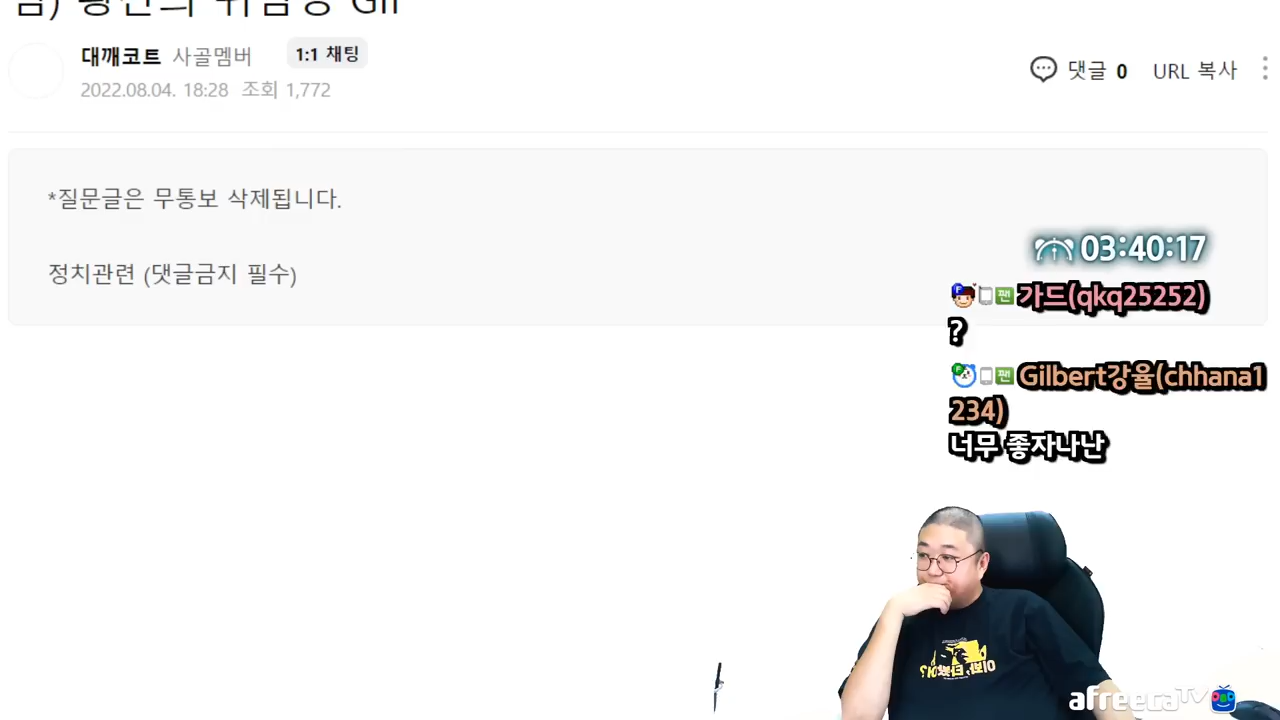 대깨코트 사골멤버 1:1 채팅
2022.08.04. 18:28 조회 1,772
댓글 0 URL 복사
*질문글은 무통보 삭제됩니다.
정치관련 (댓글금지 필수)
03:40:17
가드(qkq25252)
?
Gilbert강율(chhana1
234)
너무 좋자나난
afreecaTV